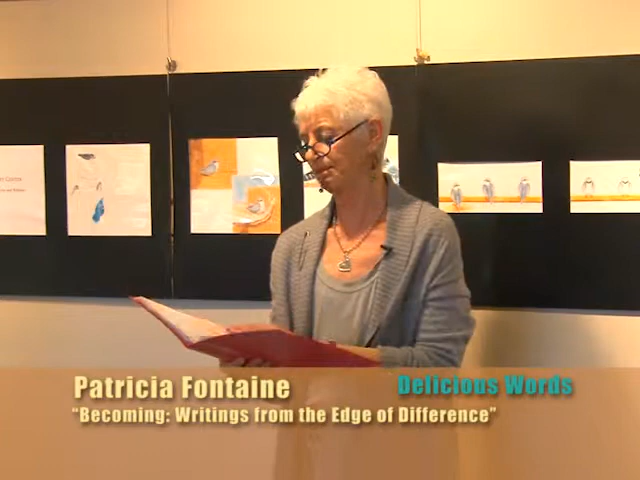 Patricia Fontaine
Delicious Words
"Becoming: Writings from the Edge of Difference"